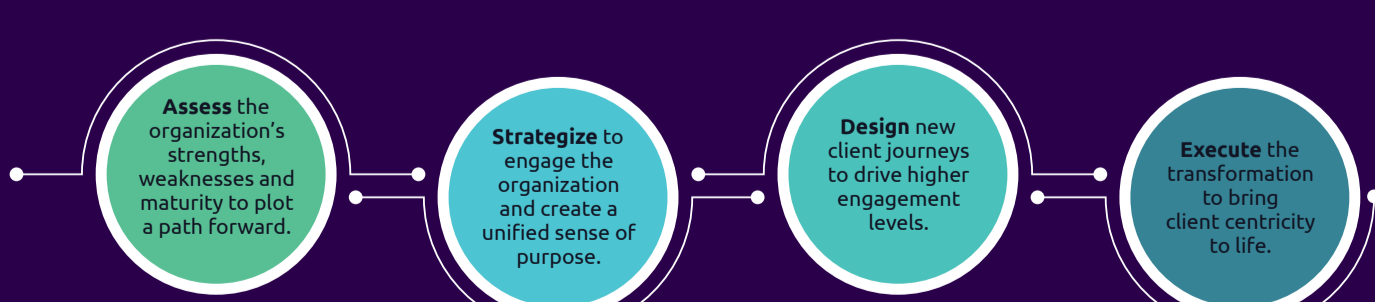 Assess the
organization’s
strengths,
weaknesses and
maturity to plot
a path forward.
Strategize to
engage the
organization
and create a
unified sense of
purpose.
Design new
client journeys
to drive higher
engagement
levels.
Execute the
transformation
to bring
client centricity
to life.